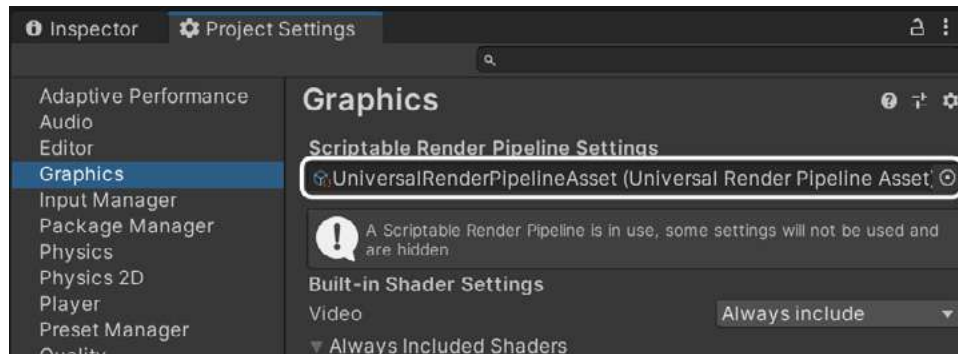 Inspector
Project Settings
Adaptive Performance
Audio
Editor
Graphics
Input Manager
Package Manager
Physics
Physics 2D
Player
Preset Manager
Quality
Graphics
Scriptable Render Pipeline Settings
UniversalRenderPipelineAsset (Universal Render Pipeline Asset)
A Scriptable Render Pipeline is in use, some settings will not be used and
are hidden
Built-in Shader Settings
Video
Always include
Always Included Shaders